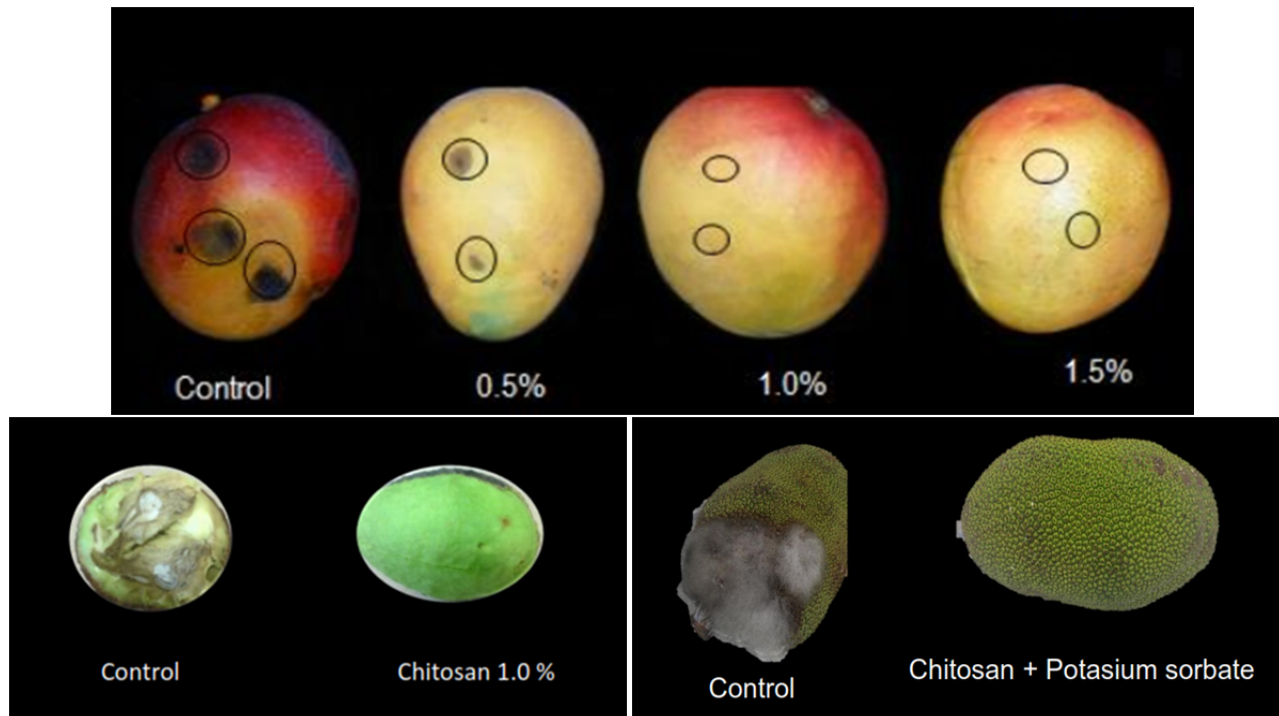 Control
0.5%
1.0%
1.5%
Control
Chitosan 1.0 %
Control
Chitosan + Potasium sorbate